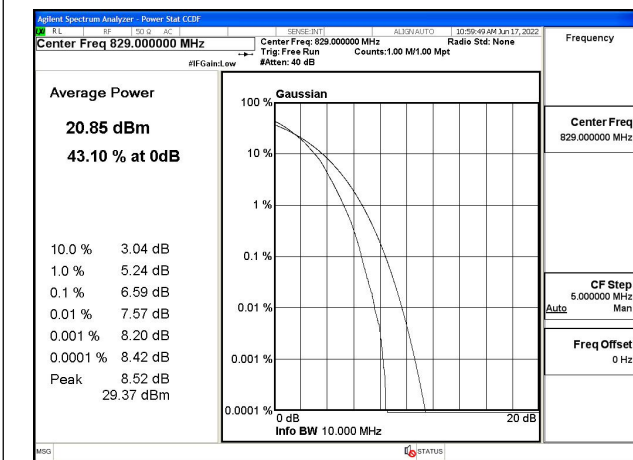 Agilent Spectrum Analyzer - Power Stat CCDF
RL RF 50 Ω AC SENSE:INT ALIGN AUTO 10:59:49 AM Jun 17, 2022
Center Freq 829.000000 MHz
Center Freq: 829.000000 MHz Radio Std: None
Trig: Free Run Counts:1.00 M/1.00 Mpt
#IFGain:Low #Atten: 40 dB
Frequency
Average Power
20.85 dBm
43.10 % at 0dB
10.0 % 3.04 dB
1.0 % 5.24 dB
0.1 % 6.59 dB
0.01 % 7.57 dB
0.001 % 8.20 dB
0.0001 % 8.42 dB
Peak 8.52 dB
29.37 dBm
Gaussian
100 %
10 %
1 %
0.1 %
0.01 %
0.001 %
0.0001 %
0 dB 20 dB
Info BW 10.000 MHz
Center Freq
829.000000 MHz
CF Step
5.000000 MHz
Auto Man
Freq Offset
0 Hz
MSG STATUS